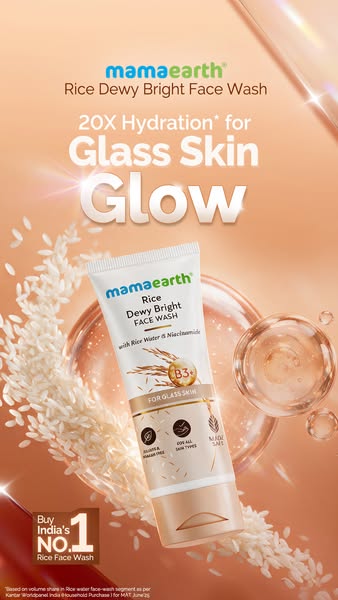 mamaearth®
Rice Dewy Bright Face Wash
20X Hydration* for
Glass Skin
Glow
mamaearth®
Rice
Dewy Bright
FACE WASH
with Rice Water & Niacinamide
B3+
FOR GLASS SKIN
FOR ALL
SKIN TYPES
MADE
SAFE
Buy
India's
NO.1
Rice Face Wash
*Based on volume share in Rice water face-wash segment as per
Kantar Worldpanel India (Household Purchase ) for MAT June'25